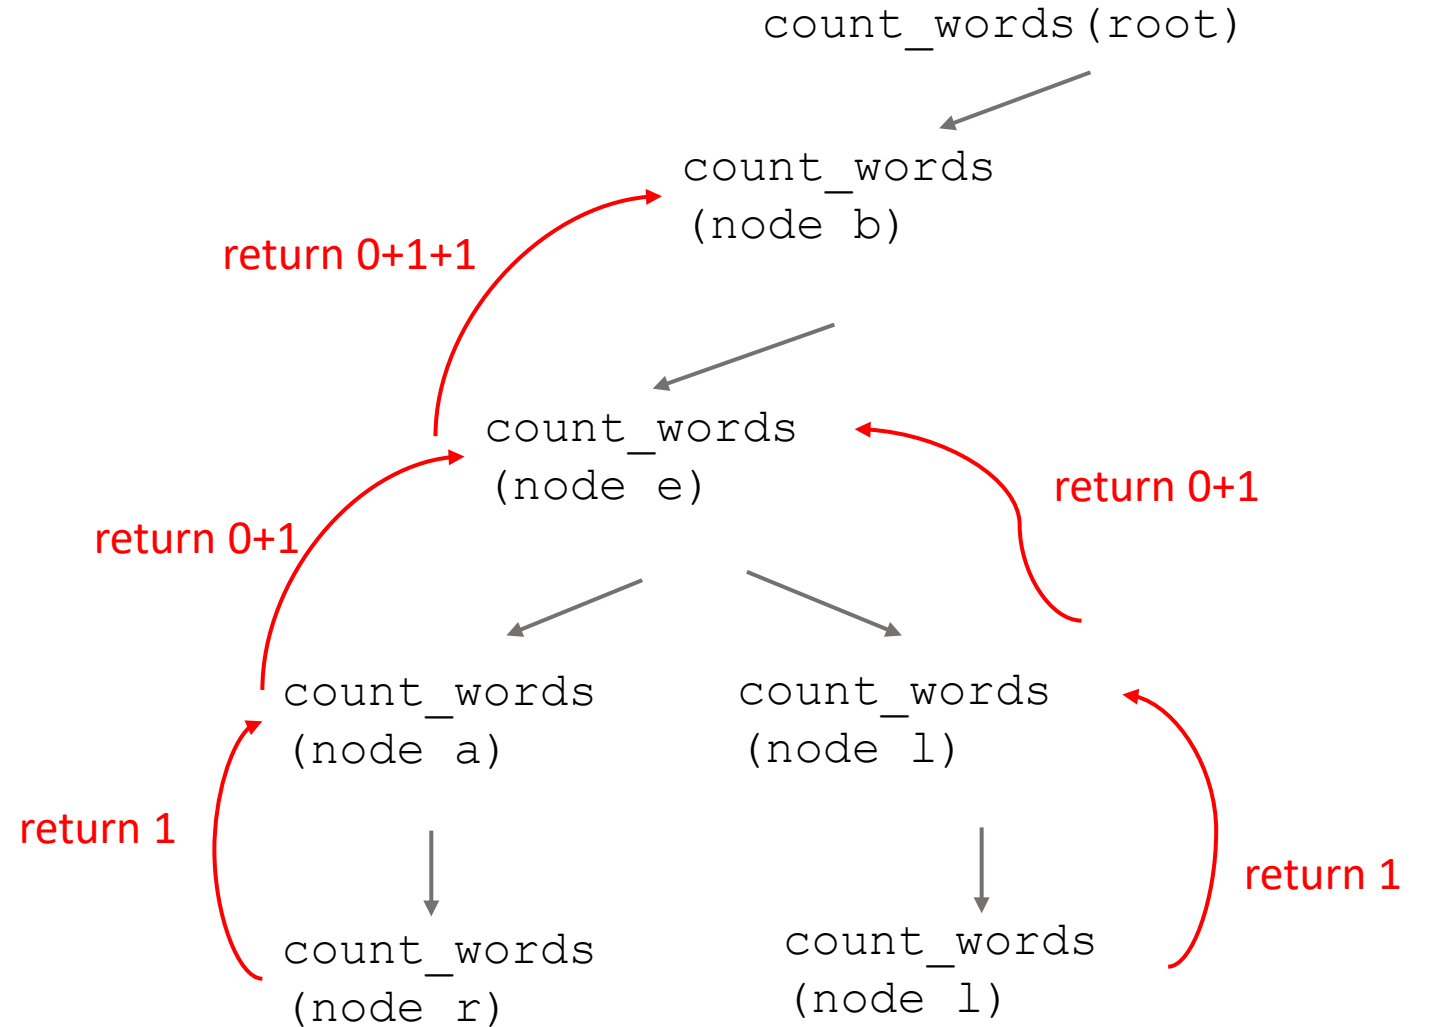 count_words(root)
count_words
(node b)
return 0+1+1
count_words
(node e)
return 0+1
return 0+1
count_words
(node a)
count_words
(node l)
return 1
return 1
count_words
(node r)
count_words
(node l)